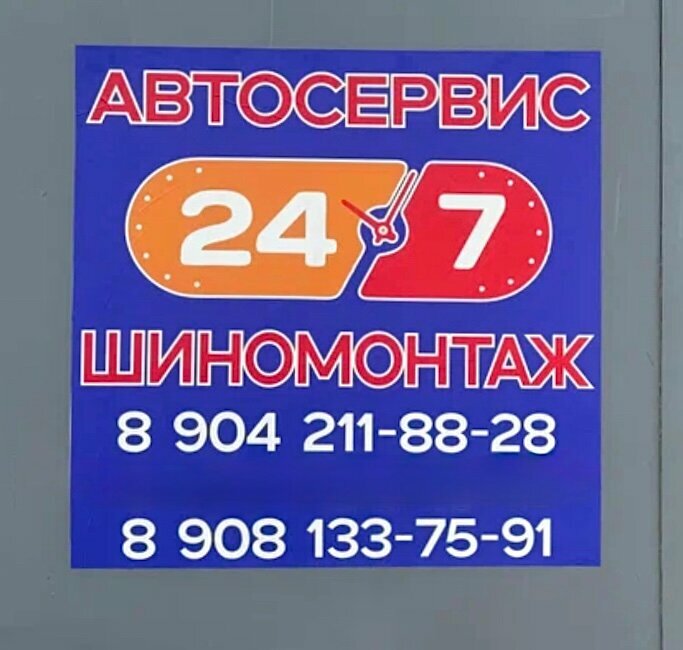 АВТОСЕРВИС
24 7
ШИНОМОНТАЖ
8 904 211-88-28
8 908 133-75-91